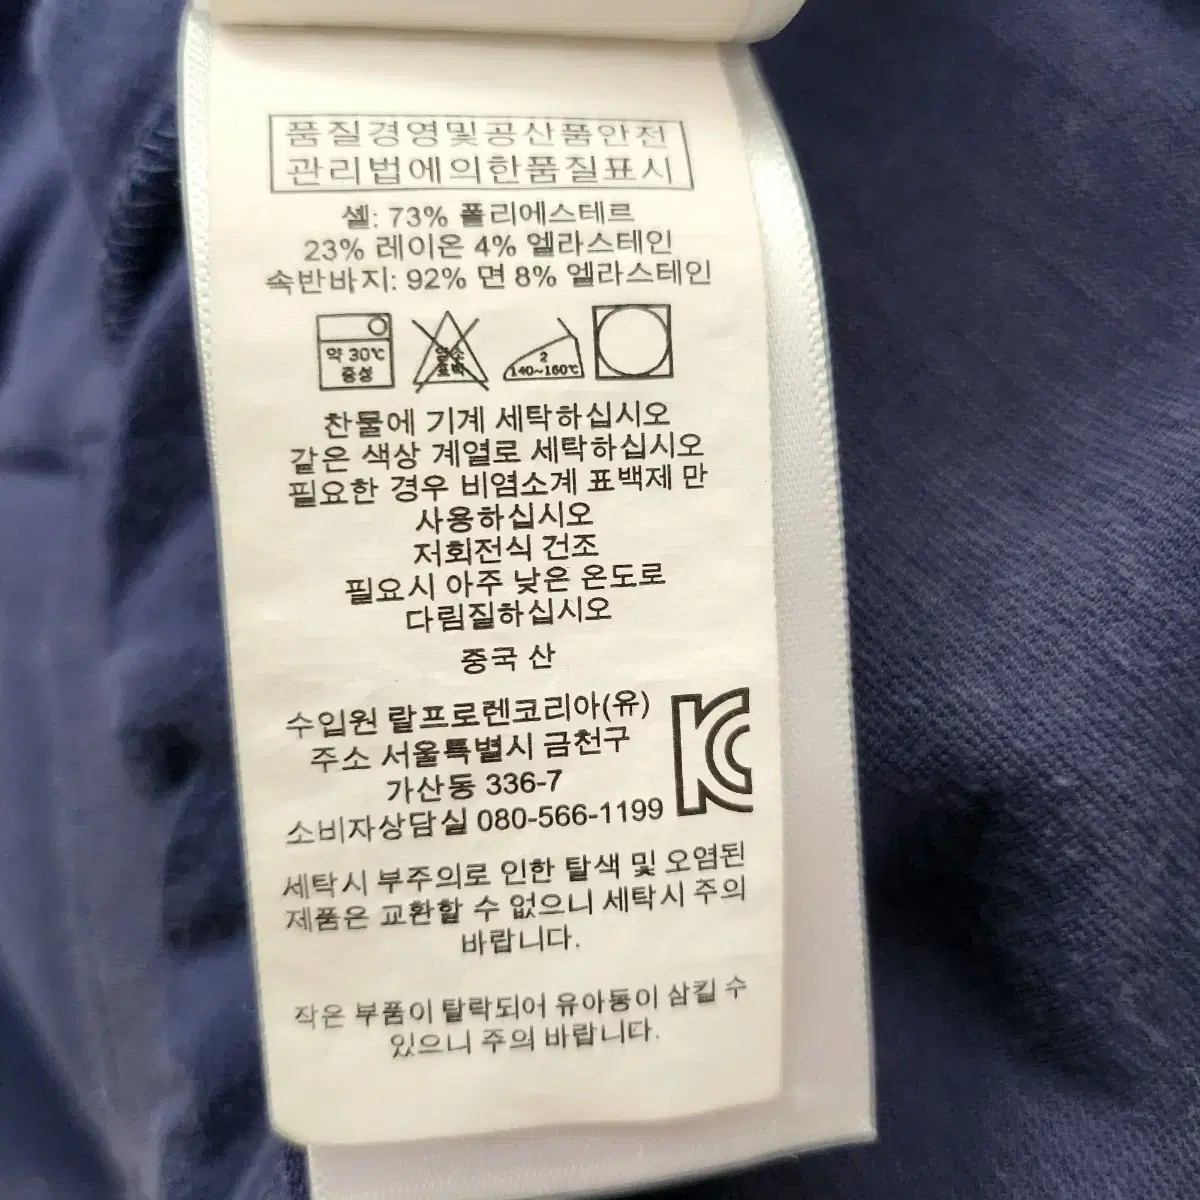 품질경영및공산품안전
관리법에의한품질표시
셸: 73% 폴리에스테르
23% 레이온 4% 엘라스테인
속반바지: 92% 면 8% 엘라스테인
약 30℃
중성
염소
표백
2
140~160℃
찬물에 기계 세탁하십시오
같은 색상 계열로 세탁하십시오
필요한 경우 비염소계 표백제 만
사용하십시오
저회전식 건조
필요시 아주 낮은 온도로
다림질하십시오
중국 산
수입원 랄프로렌코리아(유)
주소 서울특별시 금천구
가산동 336-7
소비자상담실 080-566-1199
KC
세탁시 부주의로 인한 탈색 및 오염된
제품은 교환할 수 없으니 세탁시 주의
바랍니다.
작은 부품이 탈락되어 유아동이 삼킬 수
있으니 주의 바랍니다.